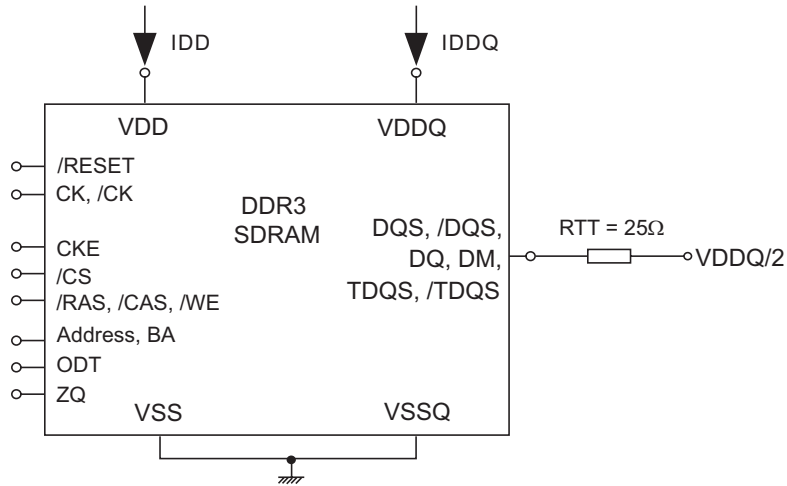 IDD
IDDQ
VDD
VDDQ
/RESET
CK, /CK
CKE
/CS
/RAS, /CAS, /WE
Address, BA
ODT
ZQ
DDR3
SDRAM
DQS, /DQS,
DQ, DM,
TDQS, /TDQS
RTT = 25Ω
VDDQ/2
VSS
VSSQ